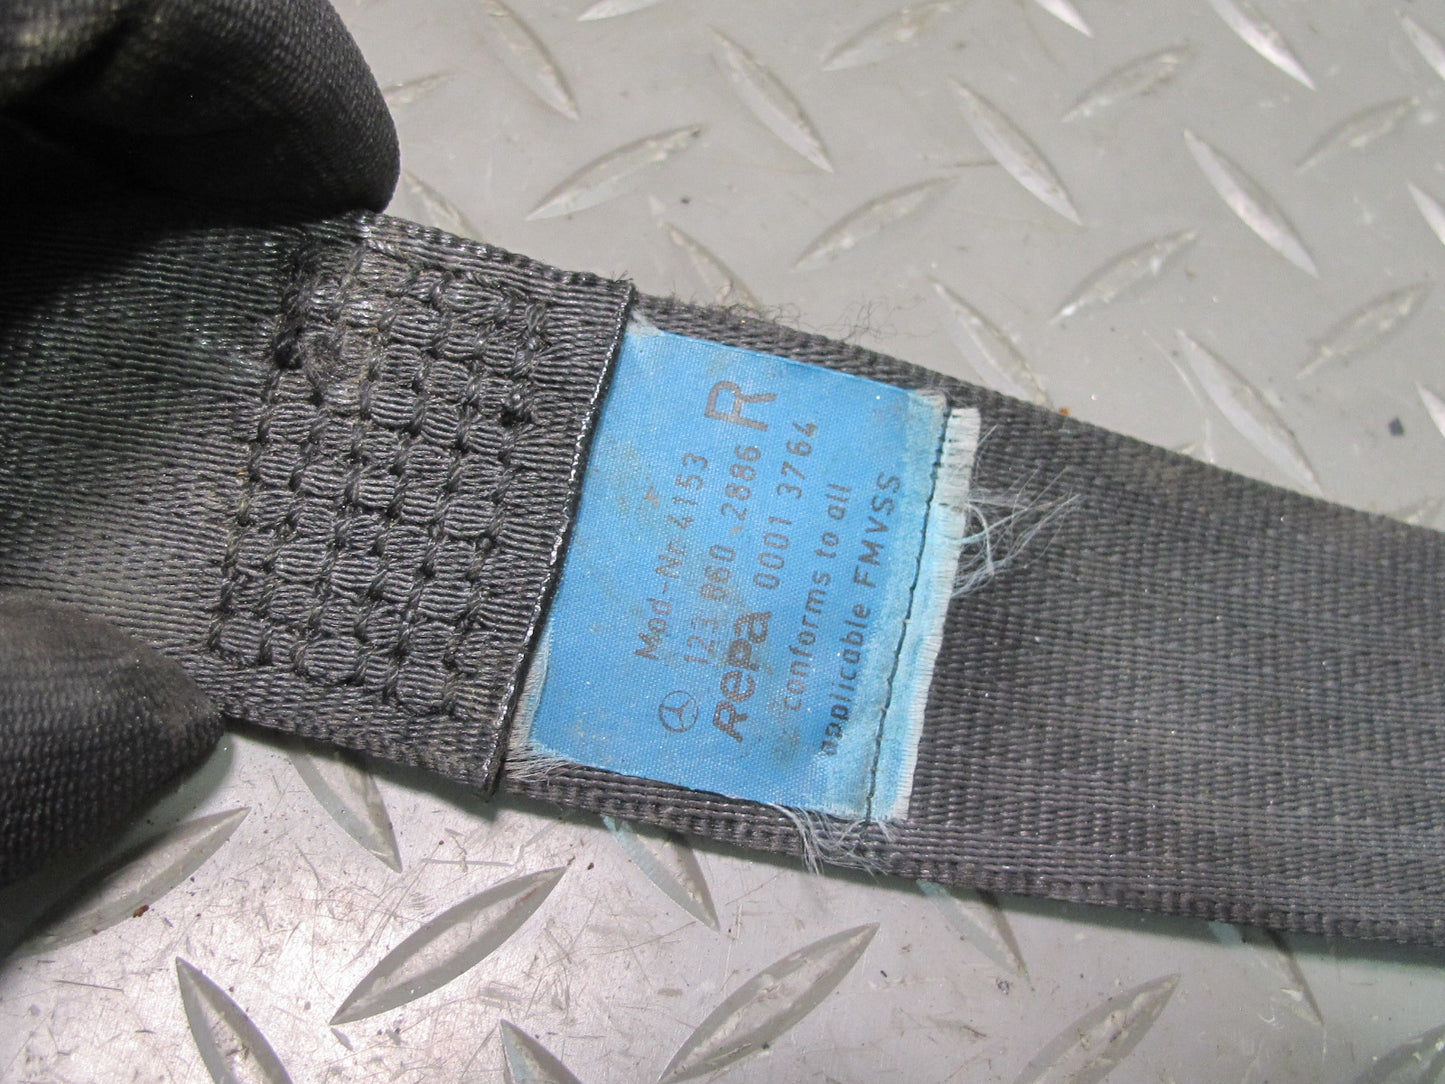 Mod-Nr. 4153
123 860 2886 R
RePa 0001 3764
conforms to all
applicable FMVSS